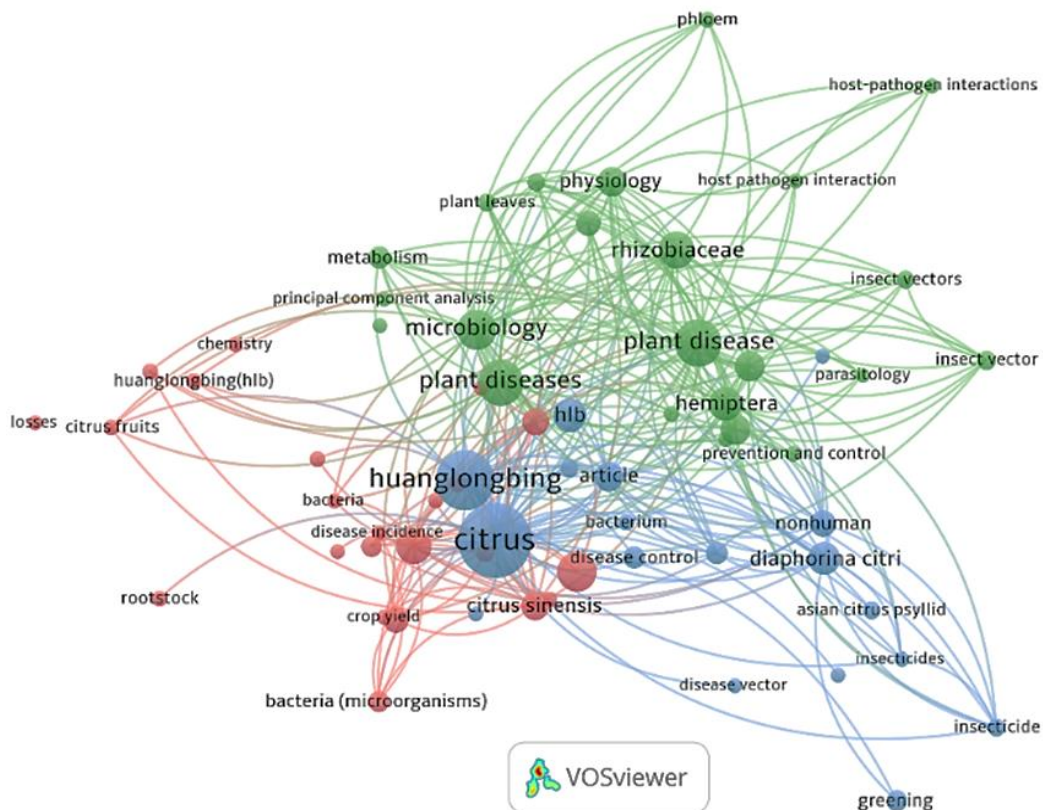 phloem
host-pathogen interactions
physiology
host pathogen interaction
plant leaves
rhizobiaceae
metabolism
insect vectors
principal component analysis
microbiology
plant disease
chemistry
insect vector
huanglongbing(hlb)
plant diseases
parasitology
hemiptera
hlb
losses
citrus fruits
prevention and control
huanglongbing
article
bacteria
bacterium
nonhuman
disease incidence
citrus
disease control
diaphorina citri
rootstock
citrus sinensis
asian citrus psyllid
crop yield
insecticides
disease vector
bacteria (microorganisms)
insecticide
VOSviewer
greening